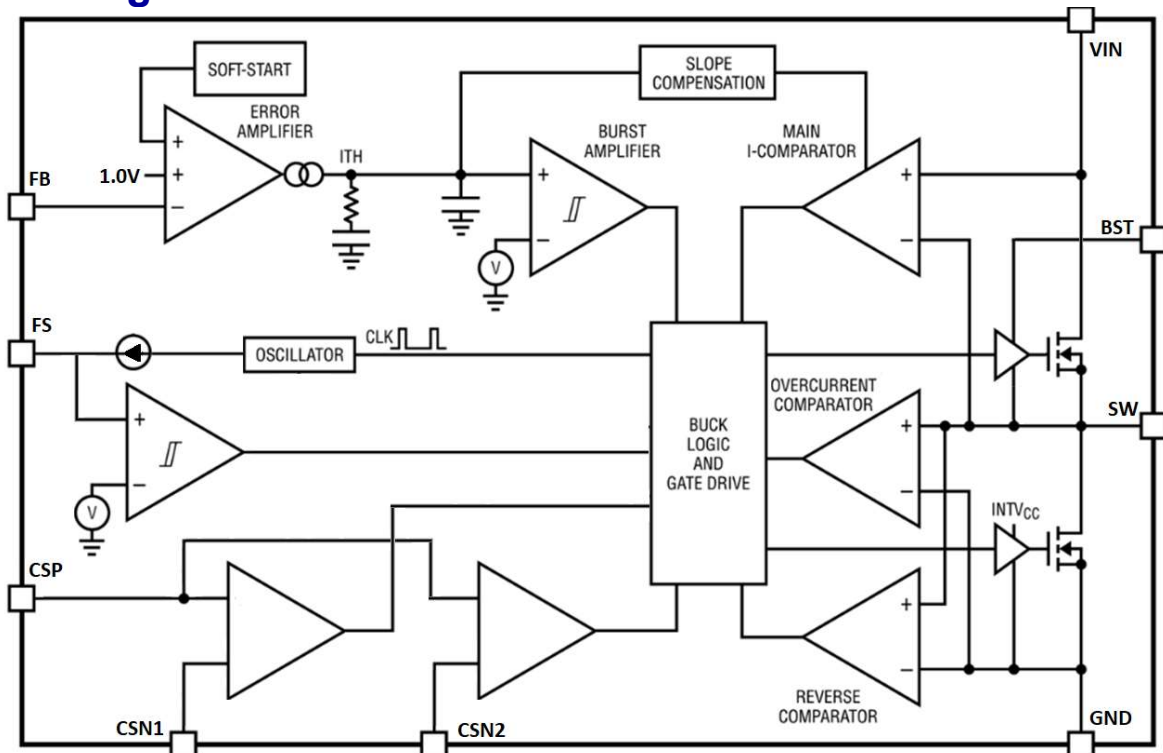 VIN
SOFT-START
SLOPE
COMPENSATION
ERROR
AMPLIFIER
BURST
AMPLIFIER
MAIN
I-COMPARATOR
ITH
+
+
1.0V
+
+
FB
−
BST
−
−
V
FS
CLK
OSCILLATOR
OVERCURRENT
COMPARATOR
SW
+
+
BUCK
LOGIC
AND
GATE DRIVE
−
−
V
INTVCC
CSP
+
−
REVERSE
COMPARATOR
GND
CSN1
CSN2